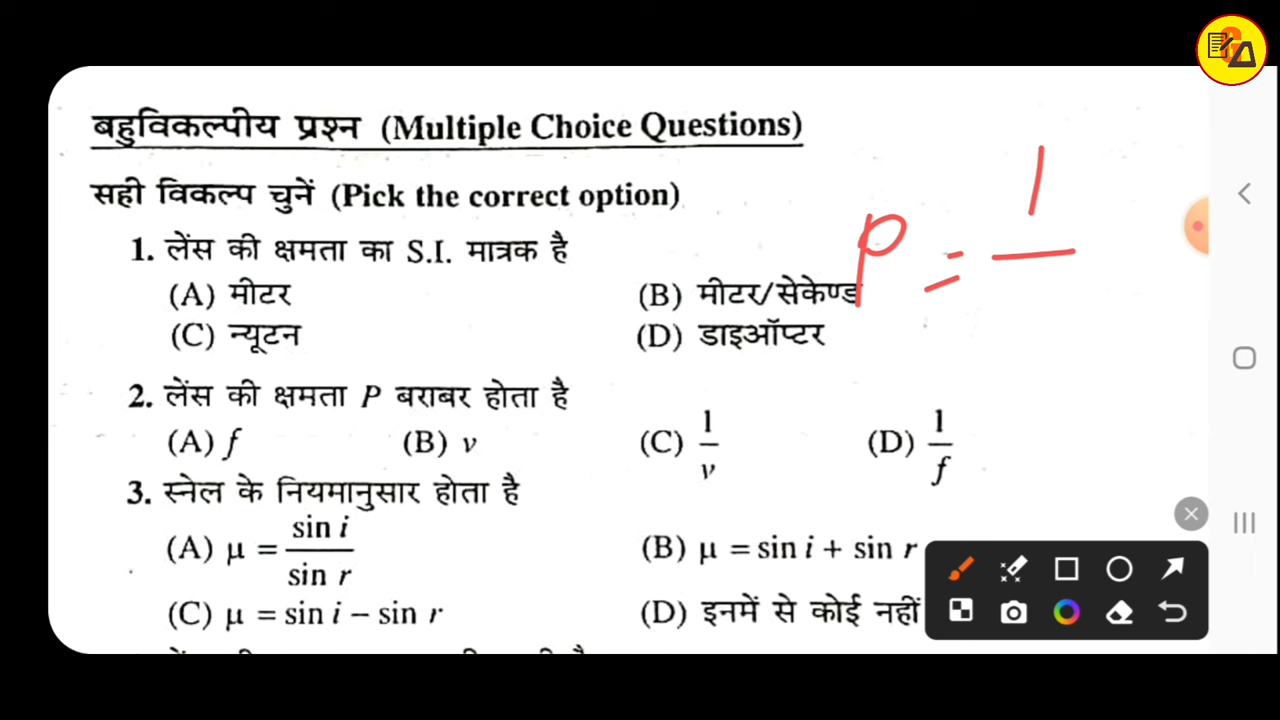 बहुविकल्पीय प्रश्न (Multiple Choice Questions)
सही विकल्प चुनें (Pick the correct option)
1. लेंस की क्षमता का S.I. मात्रक है
(A) मीटर (B) मीटर/सेकेण्ड
(C) न्यूटन (D) डाइऑप्टर
P = 1/
2. लेंस की क्षमता P बराबर होता है
(A) f (B) v (C) 1/v (D) 1/f
3. स्नेल के नियमानुसार होता है
(A) μ = sin i/sin r (B) μ = sin i + sin r
(C) μ = sin i – sin r (D) इनमें से कोई नहीं